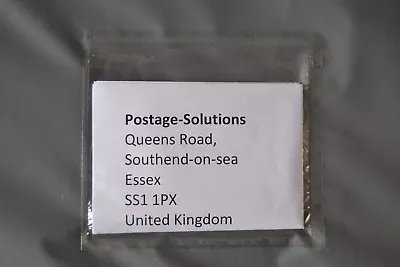 Postage-Solutions
Queens Road,
Southend-on-sea
Essex
SS1 1PX
United Kingdom